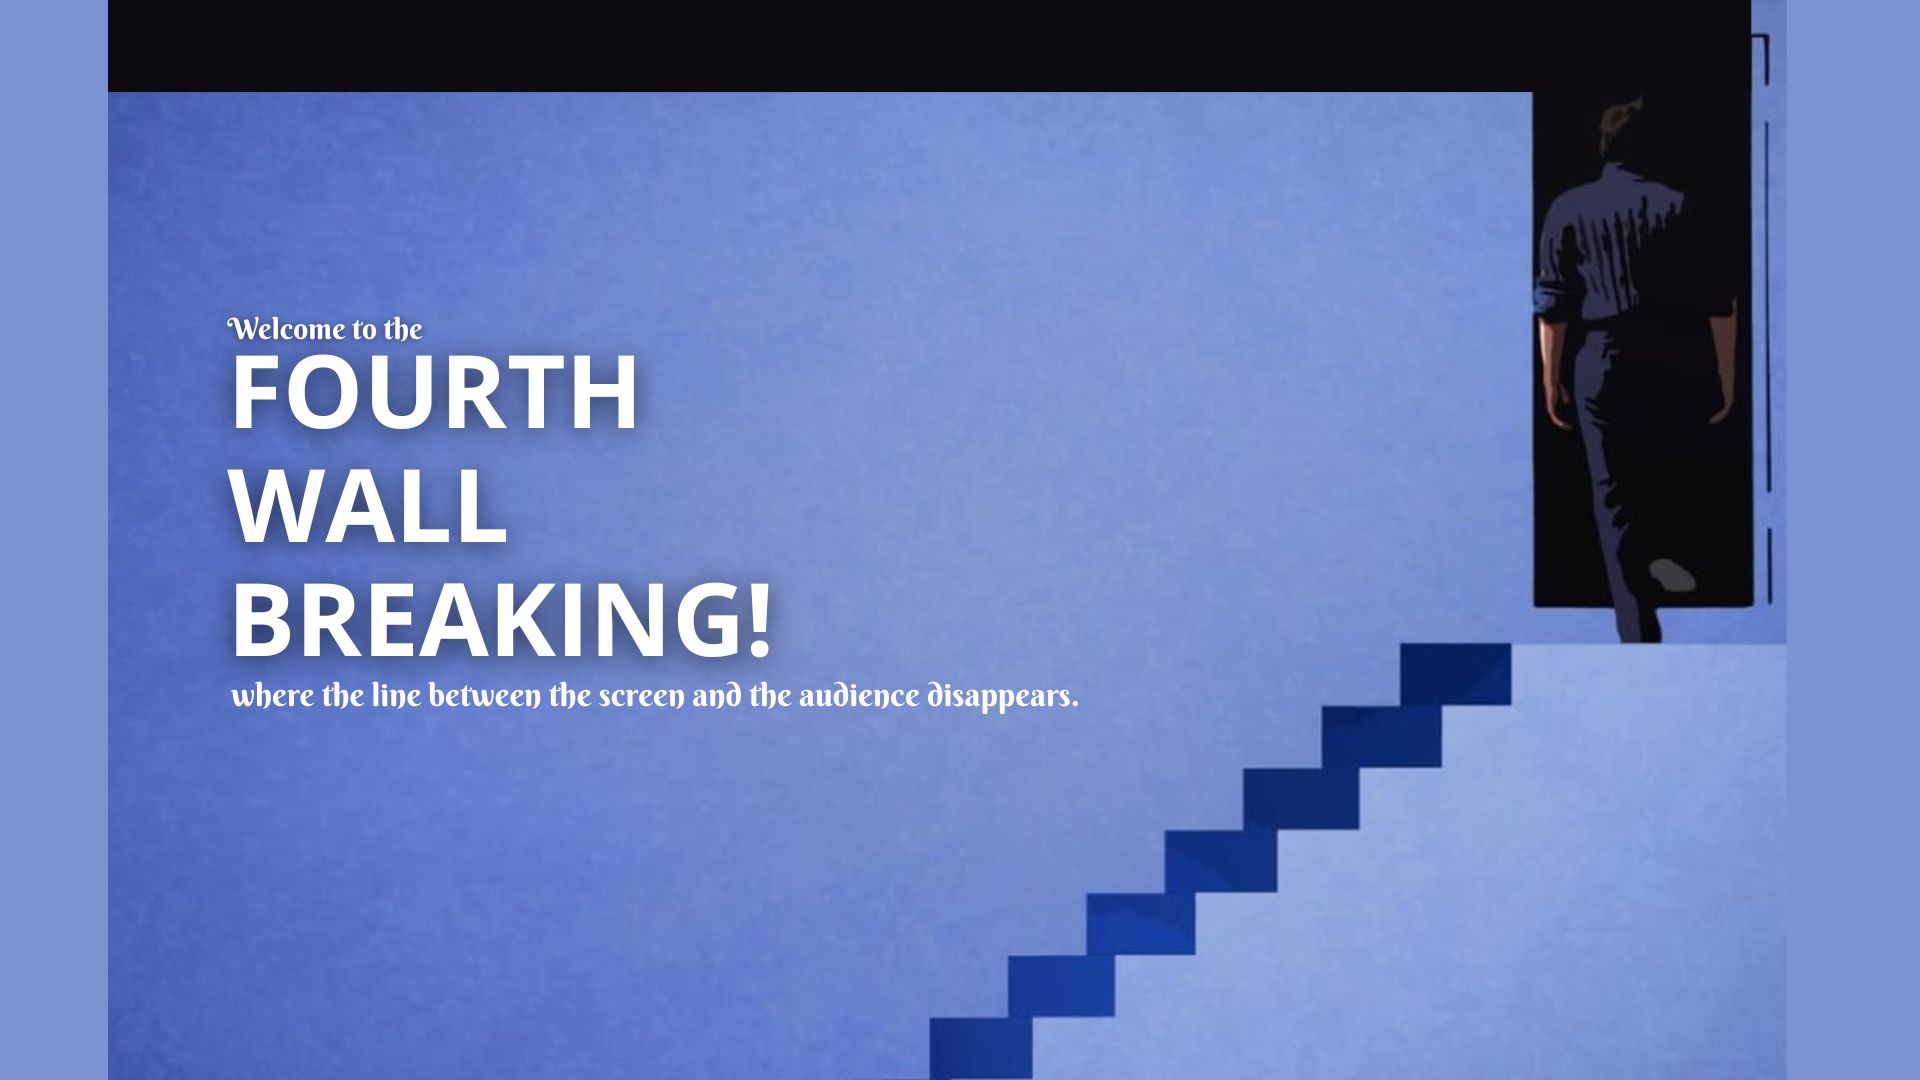 Welcome to the
FOURTH
WALL
BREAKING!
where the line between the screen and the audience disappears.